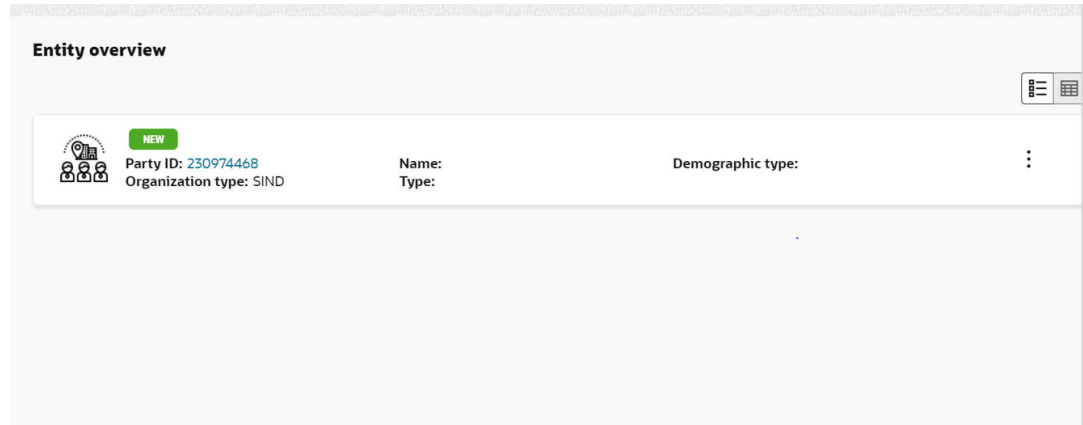 Entity overview
NEW
Party ID: 230974468
Organization type: SIND
Name:
Type:
Demographic type: